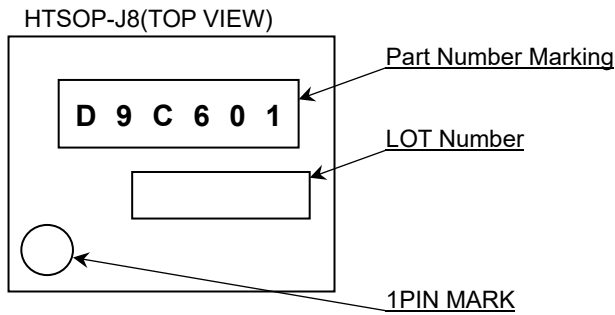 HTSOP-J8(TOP VIEW)
Part Number Marking
D 9 C 6 0 1
LOT Number
1PIN MARK